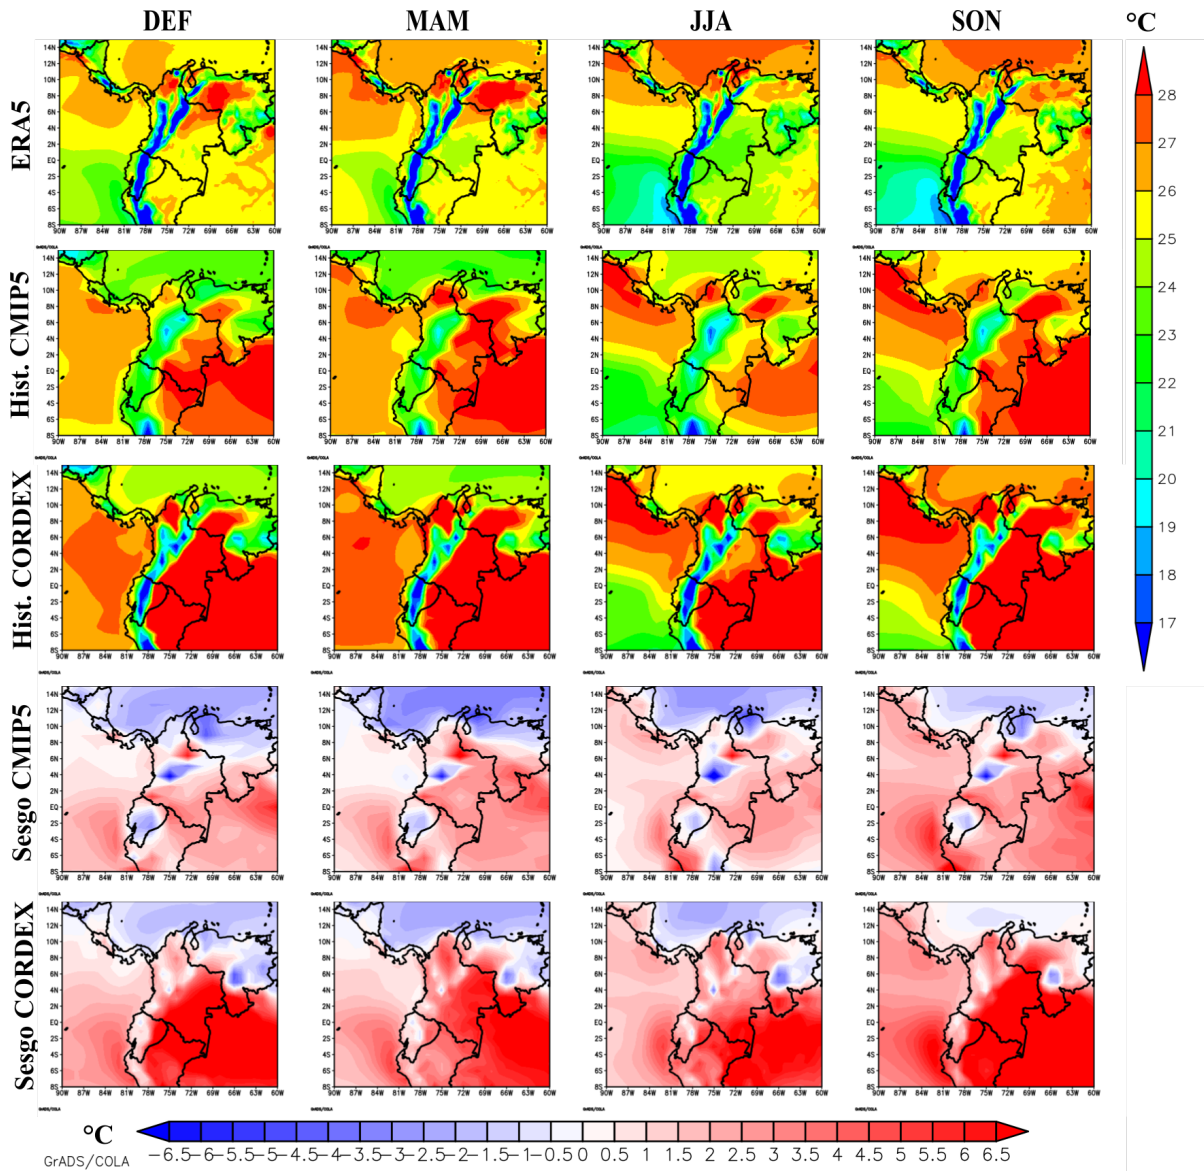 DEF MAM JJA SON °C
ERA5
Hist. CMIP5
Hist. CORDEX
Sesgo CMIP5
Sesgo CORDEX
14N
12N
10N
8N
6N
4N
2N
EQ
2S
4S
6S
8S
90W 87W 84W 81W 78W 75W 72W 69W 66W 63W 60W
GrADS/COLA
28
27
26
25
24
23
22
21
20
19
18
17
°C
-6.5 -6 -5.5 -5 -4.5 -4 -3.5 -3 -2.5 -2 -1.5 -1 -0.5 0 0.5 1 1.5 2 2.5 3 3.5 4 4.5 5 5.5 6 6.5
GrADS/COLA